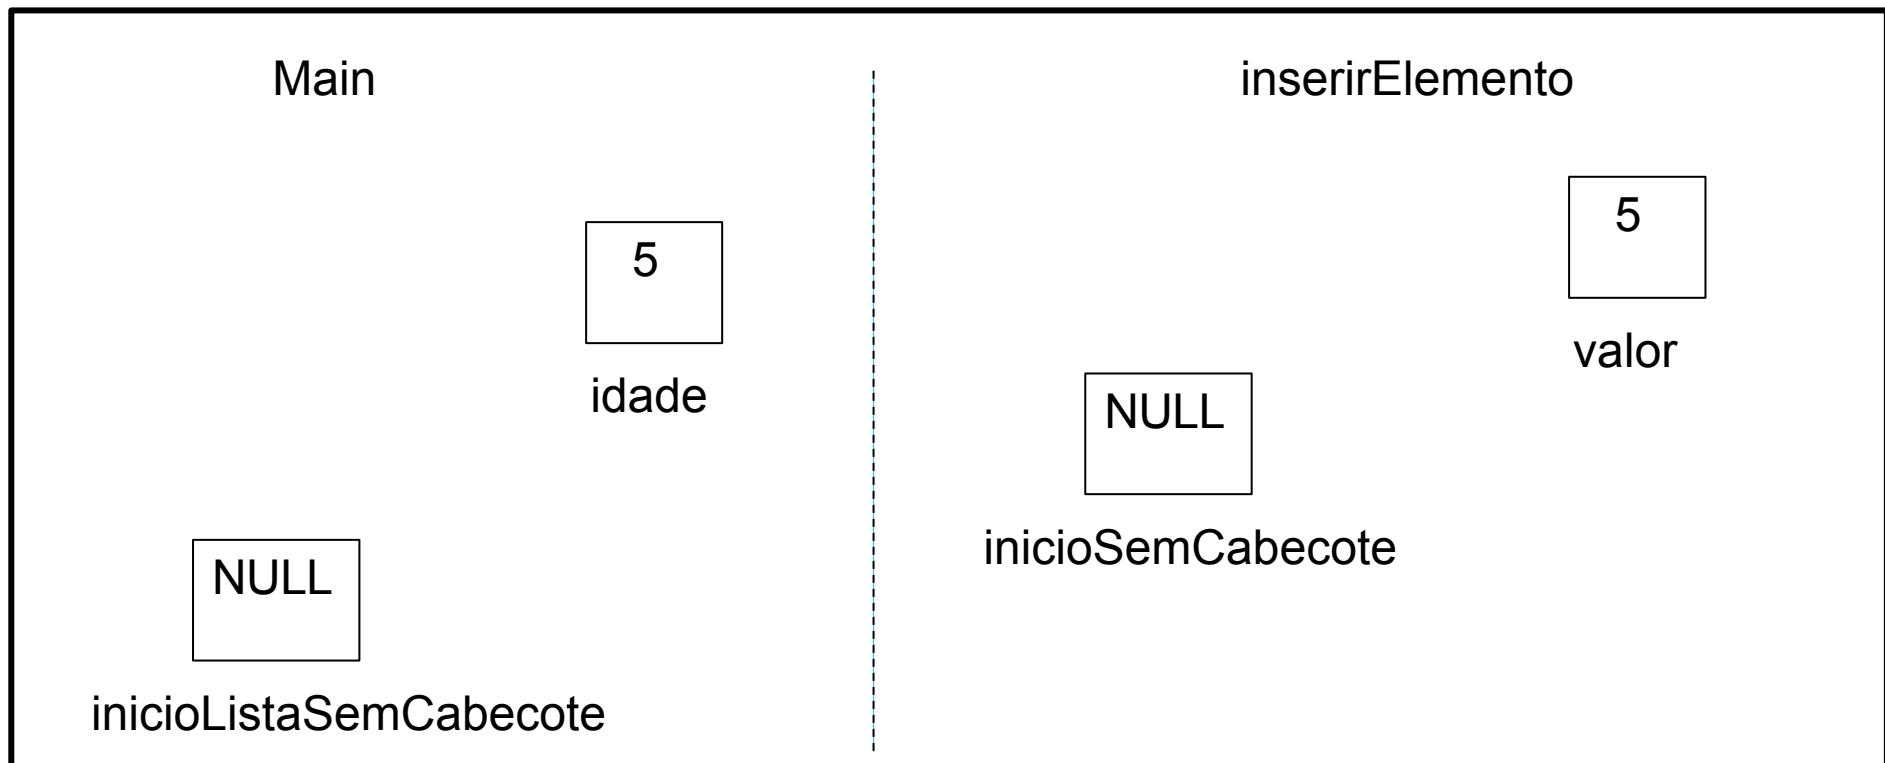 Main
5
idade
NULL
inicioListaSemCabecote
inserirElemento
5
valor
NULL
inicioSemCabecote